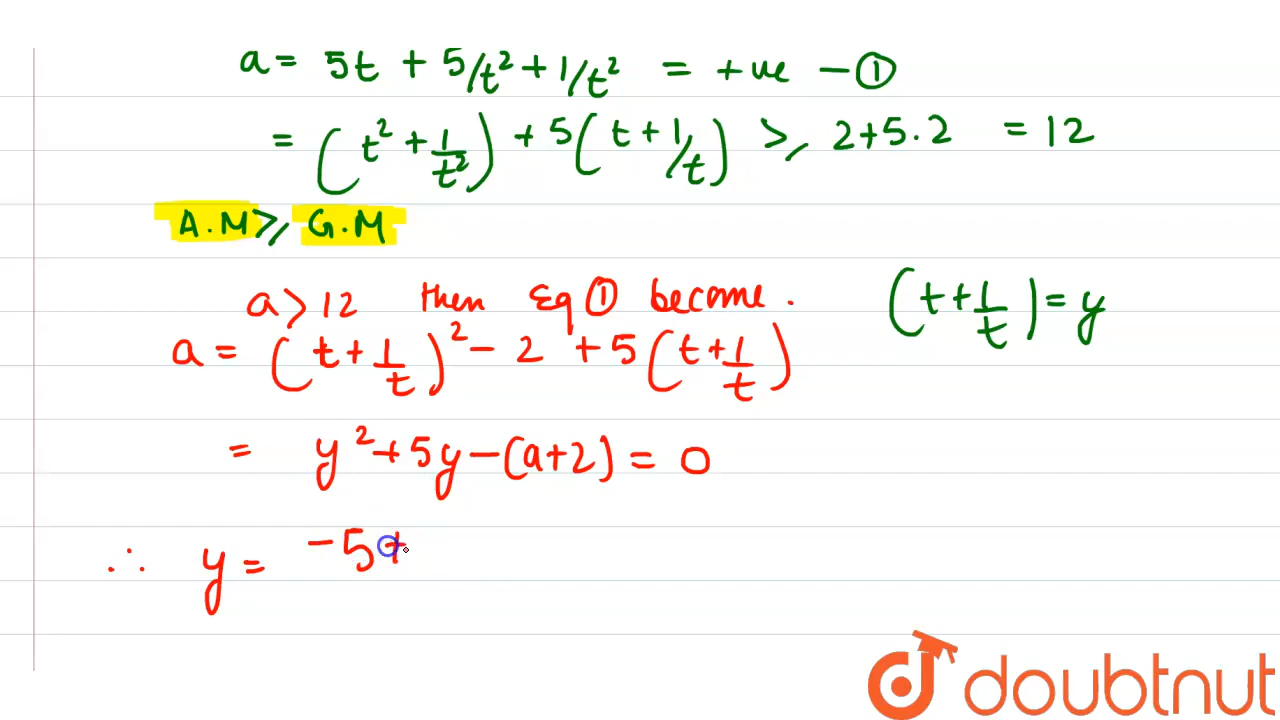 a = 5t + 5/t² + 1/t² = +ve - ①
= (t² + 1/t²) + 5(t + 1/t) ⩾ 2+5.2 = 12
A.M ⩾ G.M
a > 12 then Eq ① become.
(t + 1/t) = y
a = (t + 1/t)² - 2 + 5(t + 1/t)
= y² + 5y - (a+2) = 0
∴ y = -5+
doubtnut